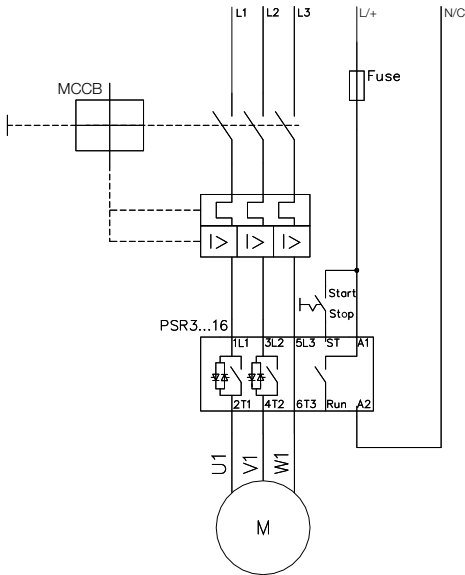 L1 L2 L3 L/+ N/C
Fuse
MCCB
I> I> I>
Start
Stop
PSR3...16
1L1 3L2 5L3 ST A1
2T1 4T2 6T3 Run A2
U1 V1 W1
M